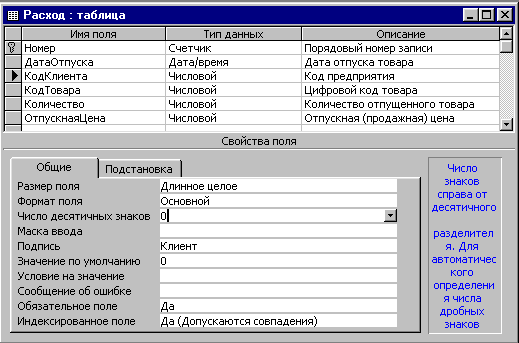 Расход : таблица
Имя поля Тип данных Описание
Номер Счетчик Порядовый номер записи
ДатаОтпуска Дата/время Дата отпуска товара
КодКлиента Числовой Код предприятия
КодТовара Числовой Цифровой код товара
Количество Числовой Количество отпущенного товара
ОтпускнаяЦена Числовой Отпускная (продажная) цена
Свойства поля
Общие Подстановка
Размер поля Длинное целое
Формат поля Основной
Число десятичных знаков 0
Маска ввода
Подпись Клиент
Значение по умолчанию 0
Условие на значение
Сообщение об ошибке
Обязательное поле Да
Индексированное поле Да (Допускаются совпадения)
Число
знаков
справа от
десятичного
разделител
я. Для
автоматичес
кого
определени
я числа
дробных
знаков